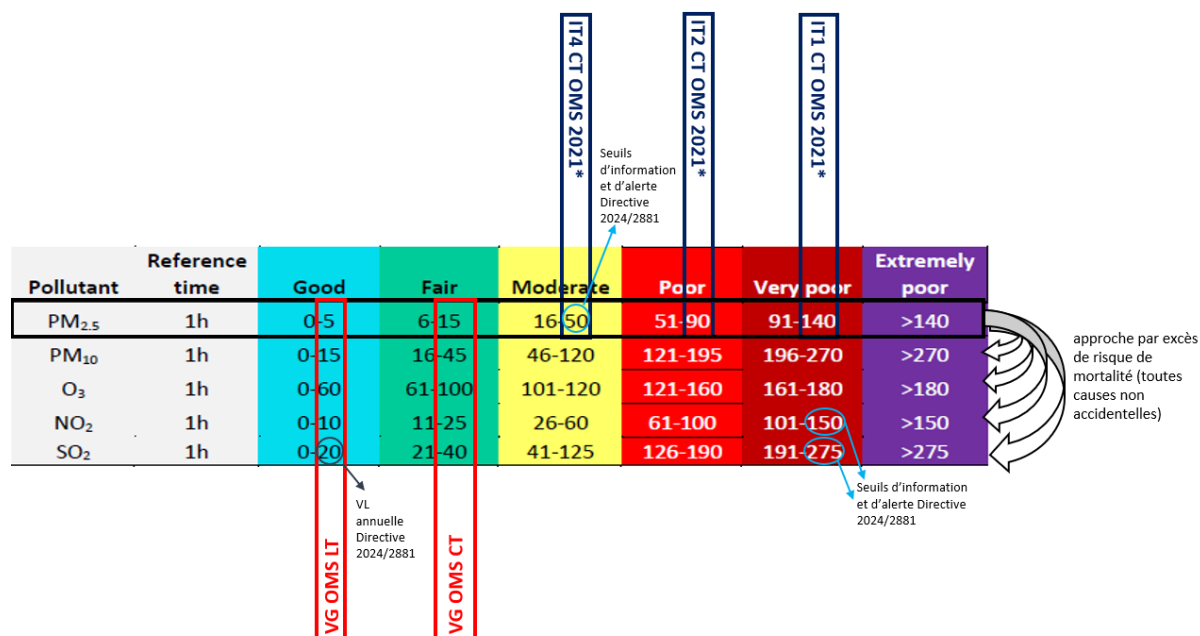 IT4 CT OMS 2021*
IT2 CT OMS 2021*
IT1 CT OMS 2021*
Seuils
d'information
et d'alerte
Directive
2024/2881
Pollutant Reference time Good Fair Moderate Poor Very poor Extremely poor
PM₂.₅ 1h 0-5 6-15 16-50 51-90 91-140 >140
PM₁₀ 1h 0-15 16-45 46-120 121-195 196-270 >270
O₃ 1h 0-60 61-100 101-120 121-160 161-180 >180
NO₂ 1h 0-10 11-25 26-60 61-100 101-150 >150
SO₂ 1h 0-20 21-40 41-125 126-190 191-275 >275
approche par excès
de risque de
mortalité (toutes
causes non
accidentelles)
VL
annuelle
Directive
2024/2881
Seuils d'information
et d'alerte Directive
2024/2881
VG OMS LT
VG OMS CT